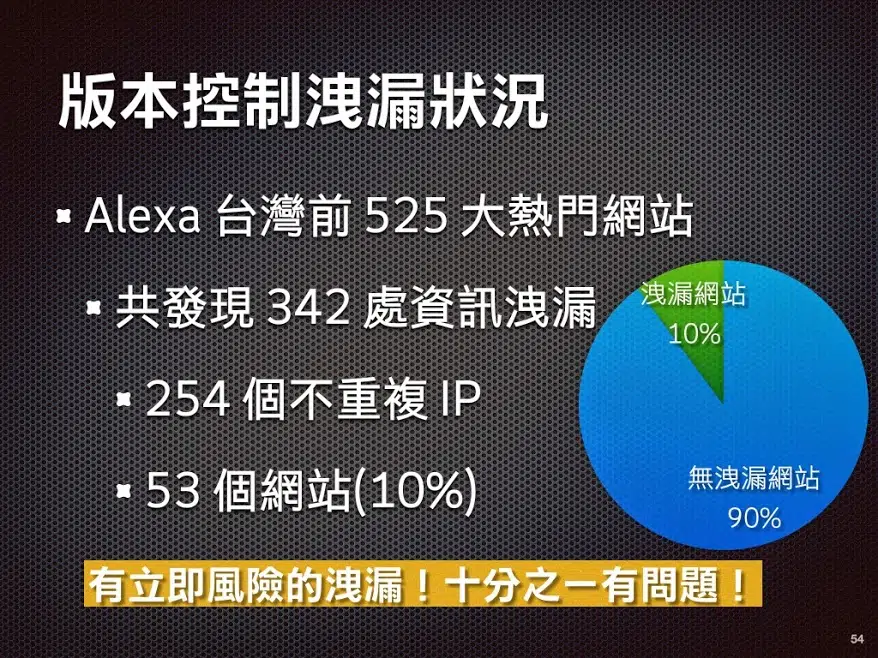 版本控制洩漏狀況
Alexa 台灣前 525 大熱門網站
共發現 342 處資訊洩漏
254 個不重複 IP
53 個網站(10%)
洩漏網站
10%
無洩漏網站
90%
有立即風險的洩漏！十分之一有問題！
54